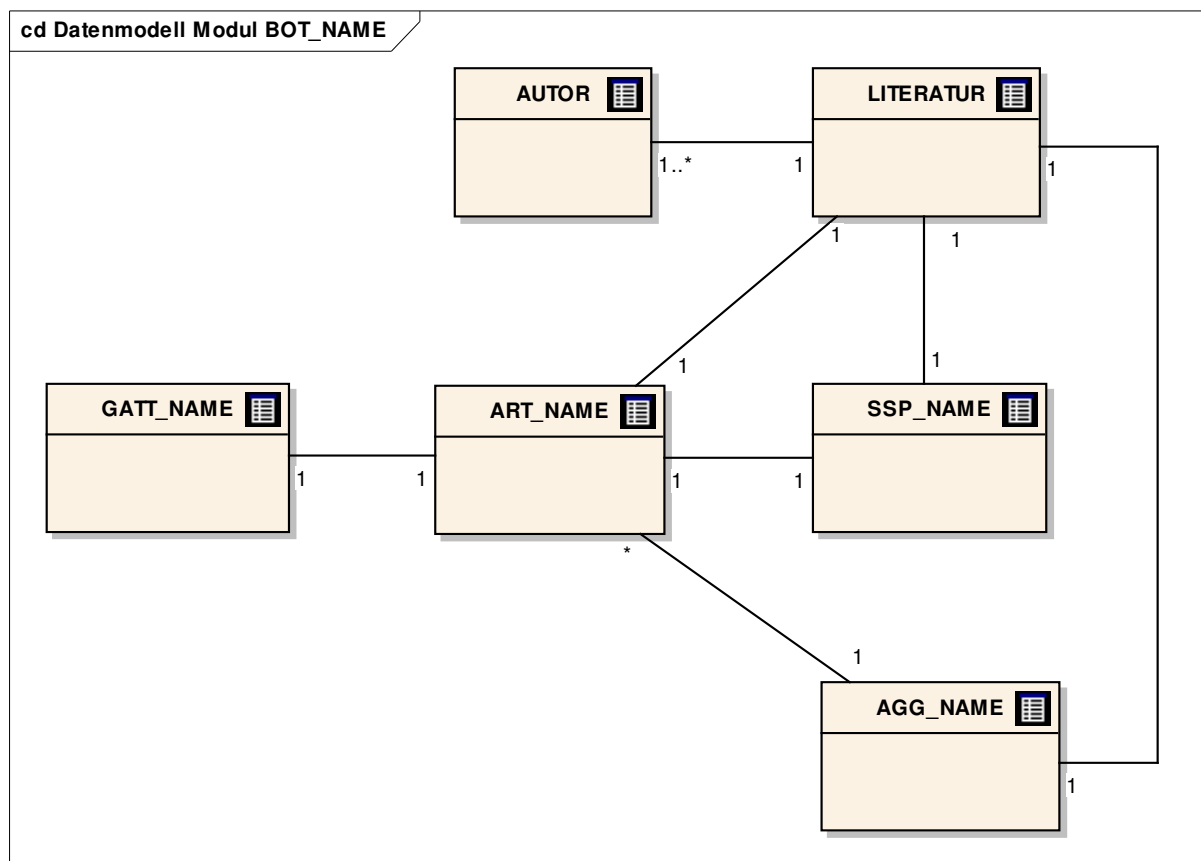 cd Datenmodell Modul BOT_NAME
AUTOR
LITERATUR
1..*
1
1
1
1
1
1
GATT_NAME
ART_NAME
SSP_NAME
1
1
1
1
*
1
AGG_NAME
1